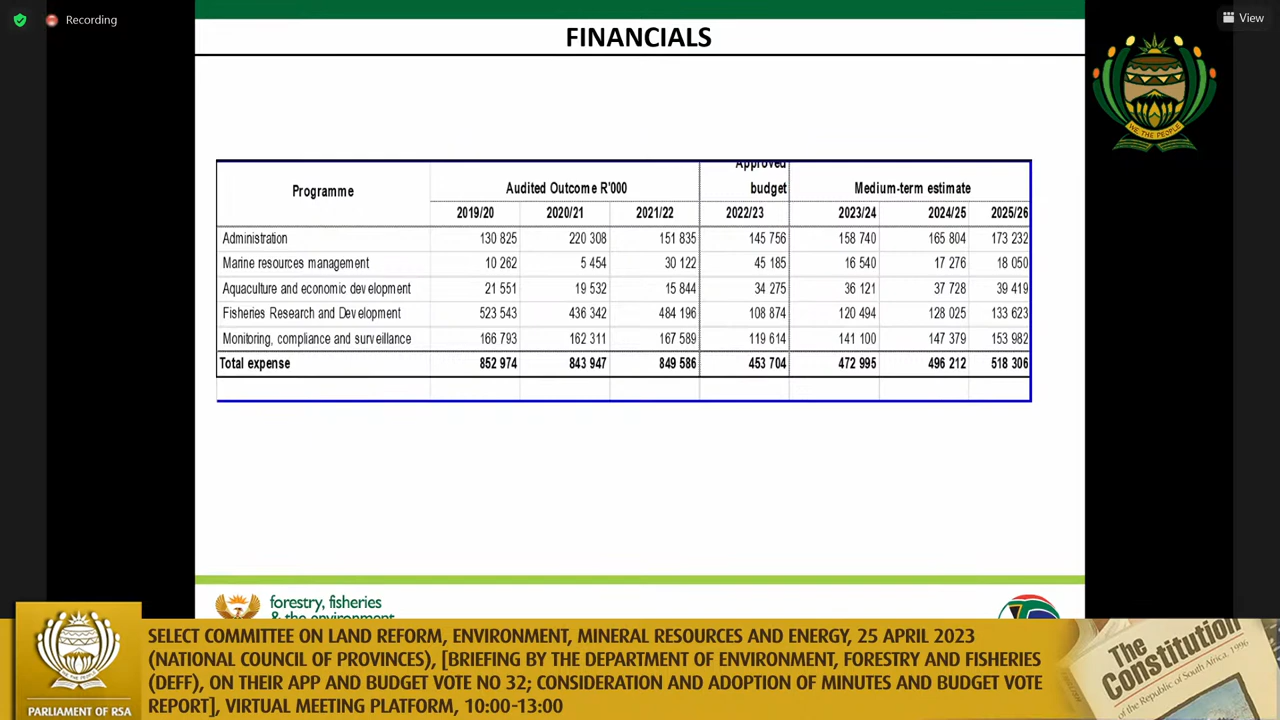 Recording
View
FINANCIALS
WE THE PEOPLE
Programme Audited Outcome R'000 Approved budget Medium-term estimate
2019/20 2020/21 2021/22 2022/23 2023/24 2024/25 2025/26
Administration 130 825 220 308 151 835 145 756 158 740 165 804 173 232
Marine resources management 10 262 5 454 30 122 45 185 16 540 17 276 18 050
Aquaculture and economic development 21 551 19 532 15 844 34 275 36 121 37 728 39 419
Fisheries Research and Development 523 543 436 342 484 196 108 874 120 494 128 025 133 623
Monitoring, compliance and surveillance 166 793 162 311 167 589 119 614 141 100 147 379 153 982
Total expense 852 974 843 947 849 586 453 704 472 995 496 212 518 306
forestry, fisheries
& the environment
PARLIAMENT OF RSA
SELECT COMMITTEE ON LAND REFORM, ENVIRONMENT, MINERAL RESOURCES AND ENERGY, 25 APRIL 2023
(NATIONAL COUNCIL OF PROVINCES), [BRIEFING BY THE DEPARTMENT OF ENVIRONMENT, FORESTRY AND FISHERIES
(DEFF), ON THEIR APP AND BUDGET VOTE NO 32; CONSIDERATION AND ADOPTION OF MINUTES AND BUDGET VOTE
REPORT], VIRTUAL MEETING PLATFORM, 10:00-13:00
The
Constitution
of the Republic of South Africa, 1996